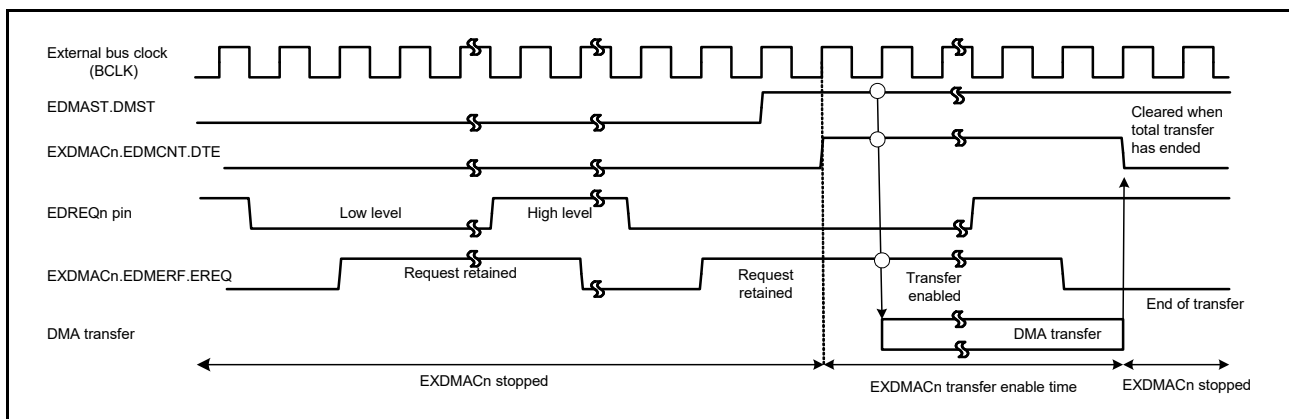 External bus clock
(BCLK)
EDMAST.DMST
Cleared when
total transfer
has ended
EXDMACn.EDMCNT.DTE
EDREQn pin
Low level
High level
EXDMACn.EDMERF.EREQ
Request retained
Request
retained
Transfer
enabled
End of transfer
DMA transfer
DMA transfer
EXDMACn stopped
EXDMACn transfer enable time
EXDMACn stopped